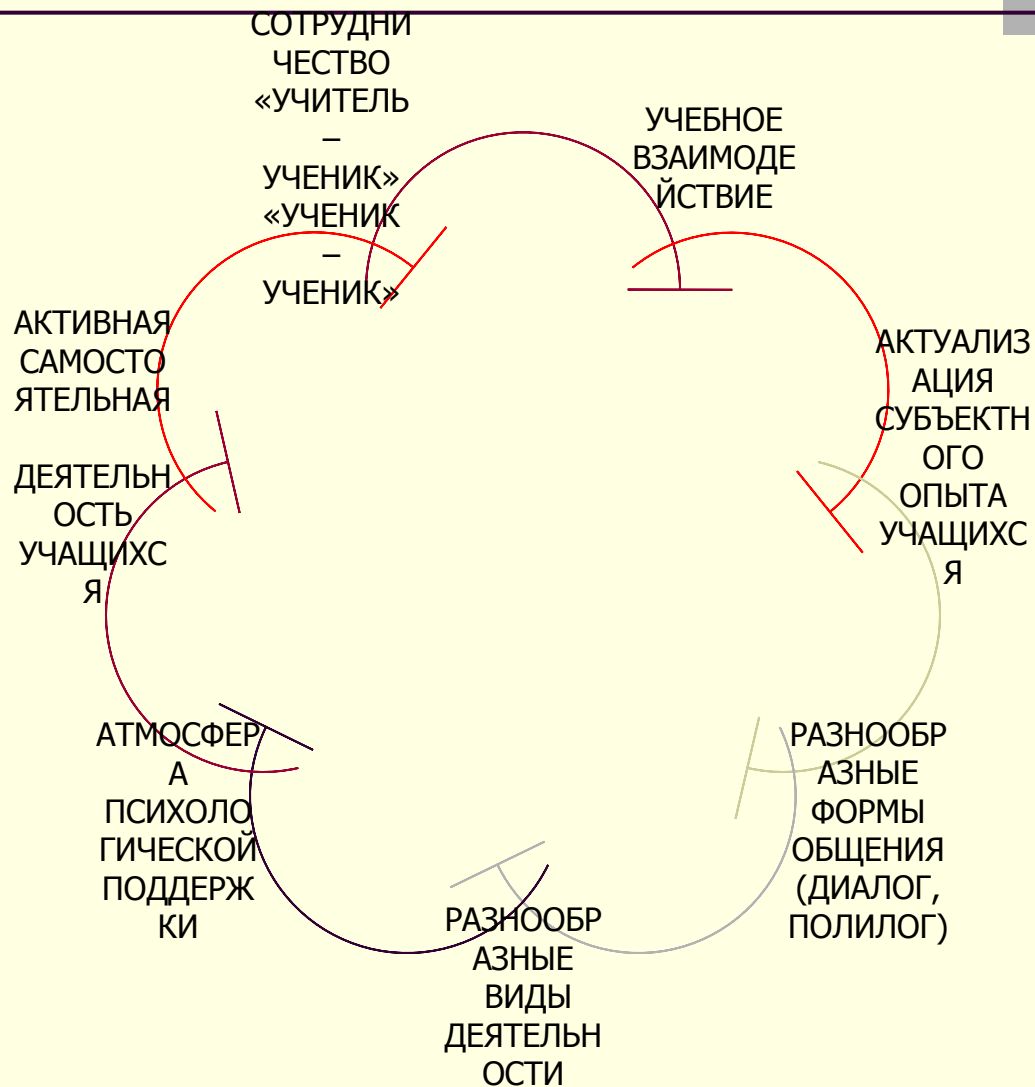 СОТРУДНИ
ЧЕСТВО
«УЧИТЕЛЬ
–
УЧЕНИК»
«УЧЕНИК
–
УЧЕНИК»
УЧЕБНОЕ
ВЗАИМОДЕ
ЙСТВИЕ
АКТУАЛИЗ
АЦИЯ
СУБЪЕКТН
ОГО
ОПЫТА
УЧАЩИХС
Я
РАЗНООБР
АЗНЫЕ
ФОРМЫ
ОБЩЕНИЯ
(ДИАЛОГ,
ПОЛИЛОГ)
РАЗНООБР
АЗНЫЕ
ВИДЫ
ДЕЯТЕЛЬН
ОСТИ
АТМОСФЕР
А
ПСИХОЛО
ГИЧЕСКОЙ
ПОДДЕРЖ
КИ
АКТИВНАЯ
САМОСТО
ЯТЕЛЬНАЯ
ДЕЯТЕЛЬН
ОСТЬ
УЧАЩИХС
Я